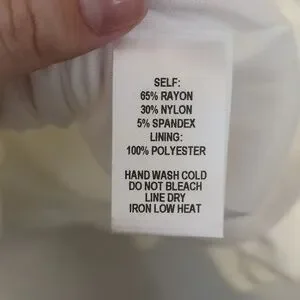 SELF:
65% RAYON
30% NYLON
5% SPANDEX
LINING:
100% POLYESTER
HAND WASH COLD
DO NOT BLEACH
LINE DRY
IRON LOW HEAT